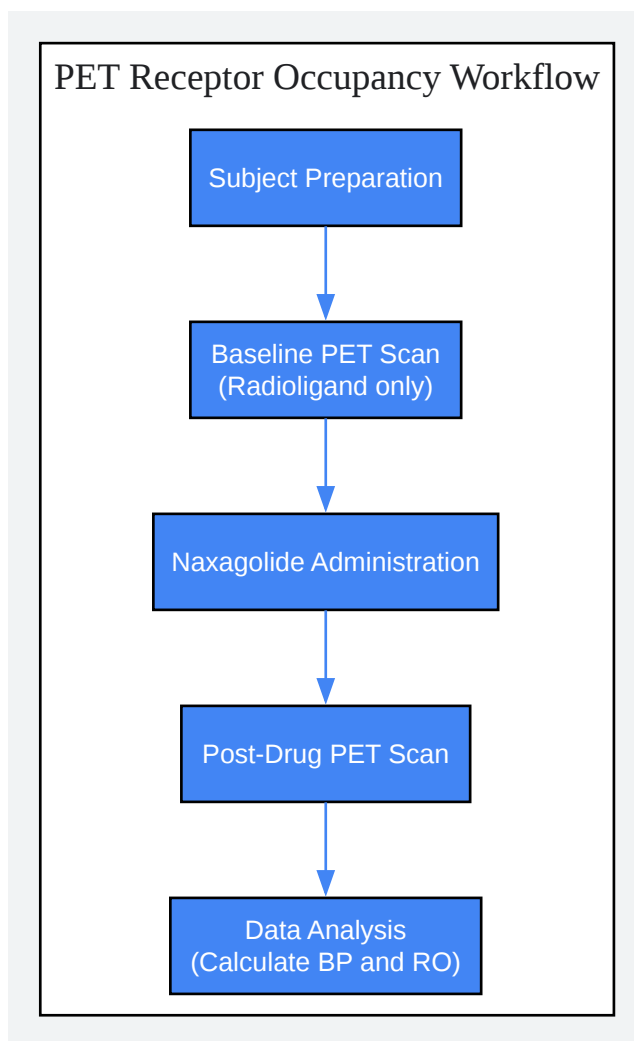 PET Receptor Occupancy Workflow
Subject Preparation
Baseline PET Scan
(Radioligand only)
Naxagolide Administration
Post-Drug PET Scan
Data Analysis
(Calculate BP and RO)